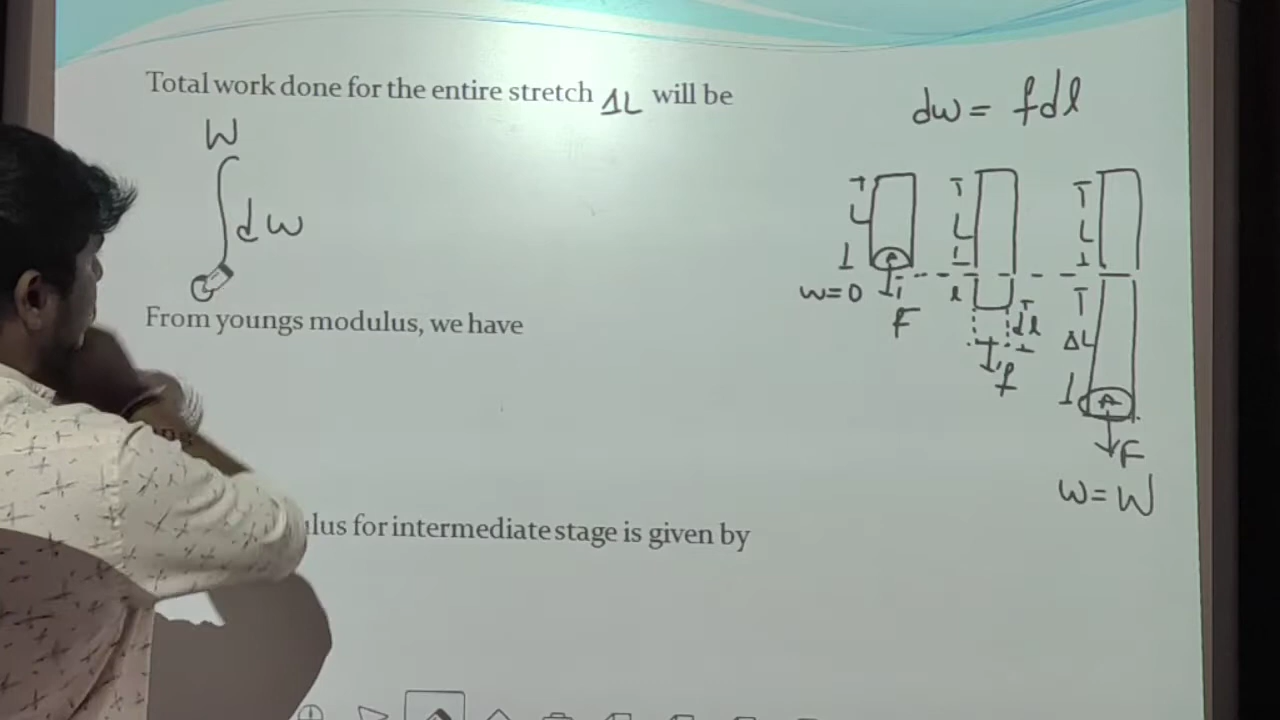 Total work done for the entire stretch ΔL will be
W
∫dw
0
From youngs modulus, we have
lus for intermediate stage is given by
dw = fdl
L L L
A
w=0 l dl ΔL
F f A
F
w=W